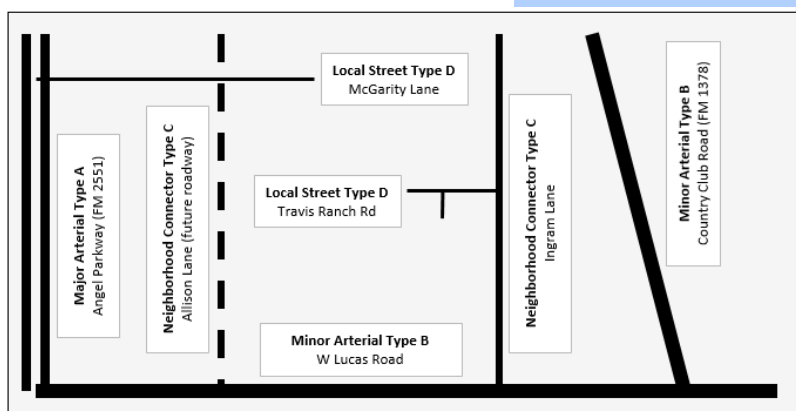 Local Street Type D
McGarity Lane
Major Arterial Type A
Angel Parkway (FM 2551)
Neighborhood Connector Type C
Allison Lane (future roadway)
Local Street Type D
Travis Ranch Rd
Neighborhood Connector Type C
Ingram Lane
Minor Arterial Type B
Country Club Road (FM 1378)
Minor Arterial Type B
W Lucas Road